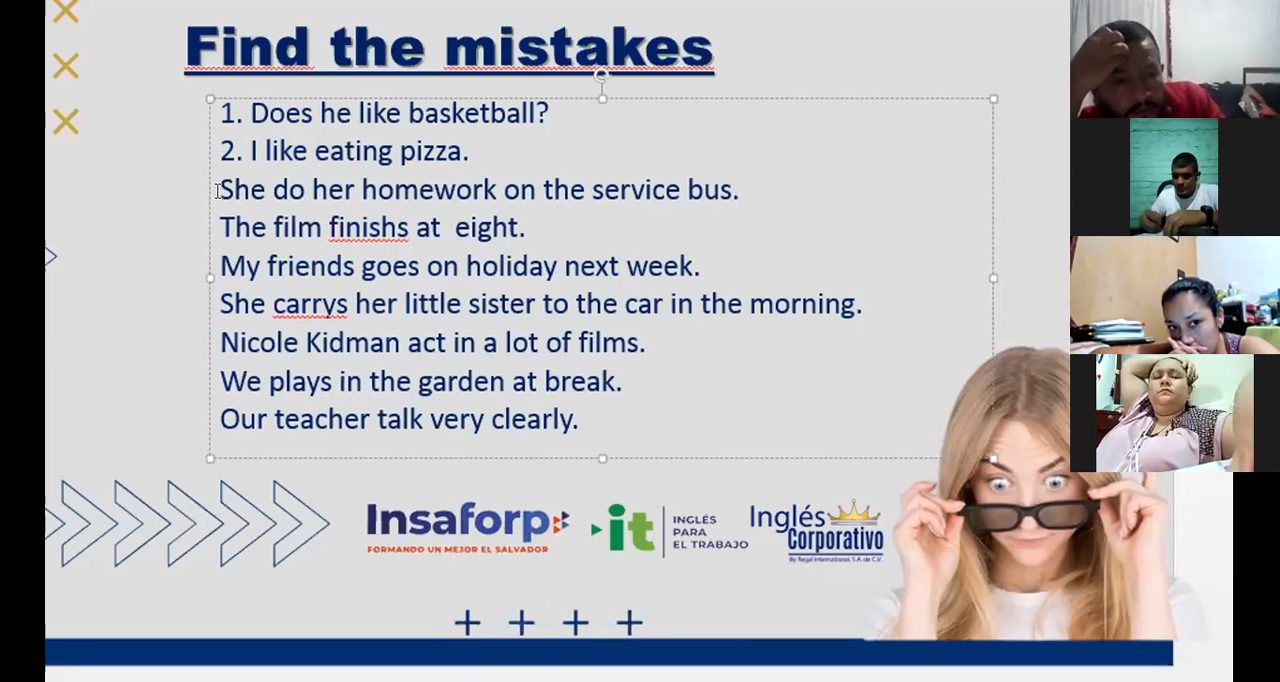 Find the mistakes
1. Does he like basketball?
2. I like eating pizza.
She do her homework on the service bus.
The film finishs at  eight.
My friends goes on holiday next week.
She carrys her little sister to the car in the morning.
Nicole Kidman act in a lot of films.
We plays in the garden at break.
Our teacher talk very clearly.
Insaforp
FORMANDO UN MEJOR EL SALVADOR
it
INGLÉS
PARA
EL TRABAJO
Inglés
Corporativo
By Regal International, S.A. de C.V.